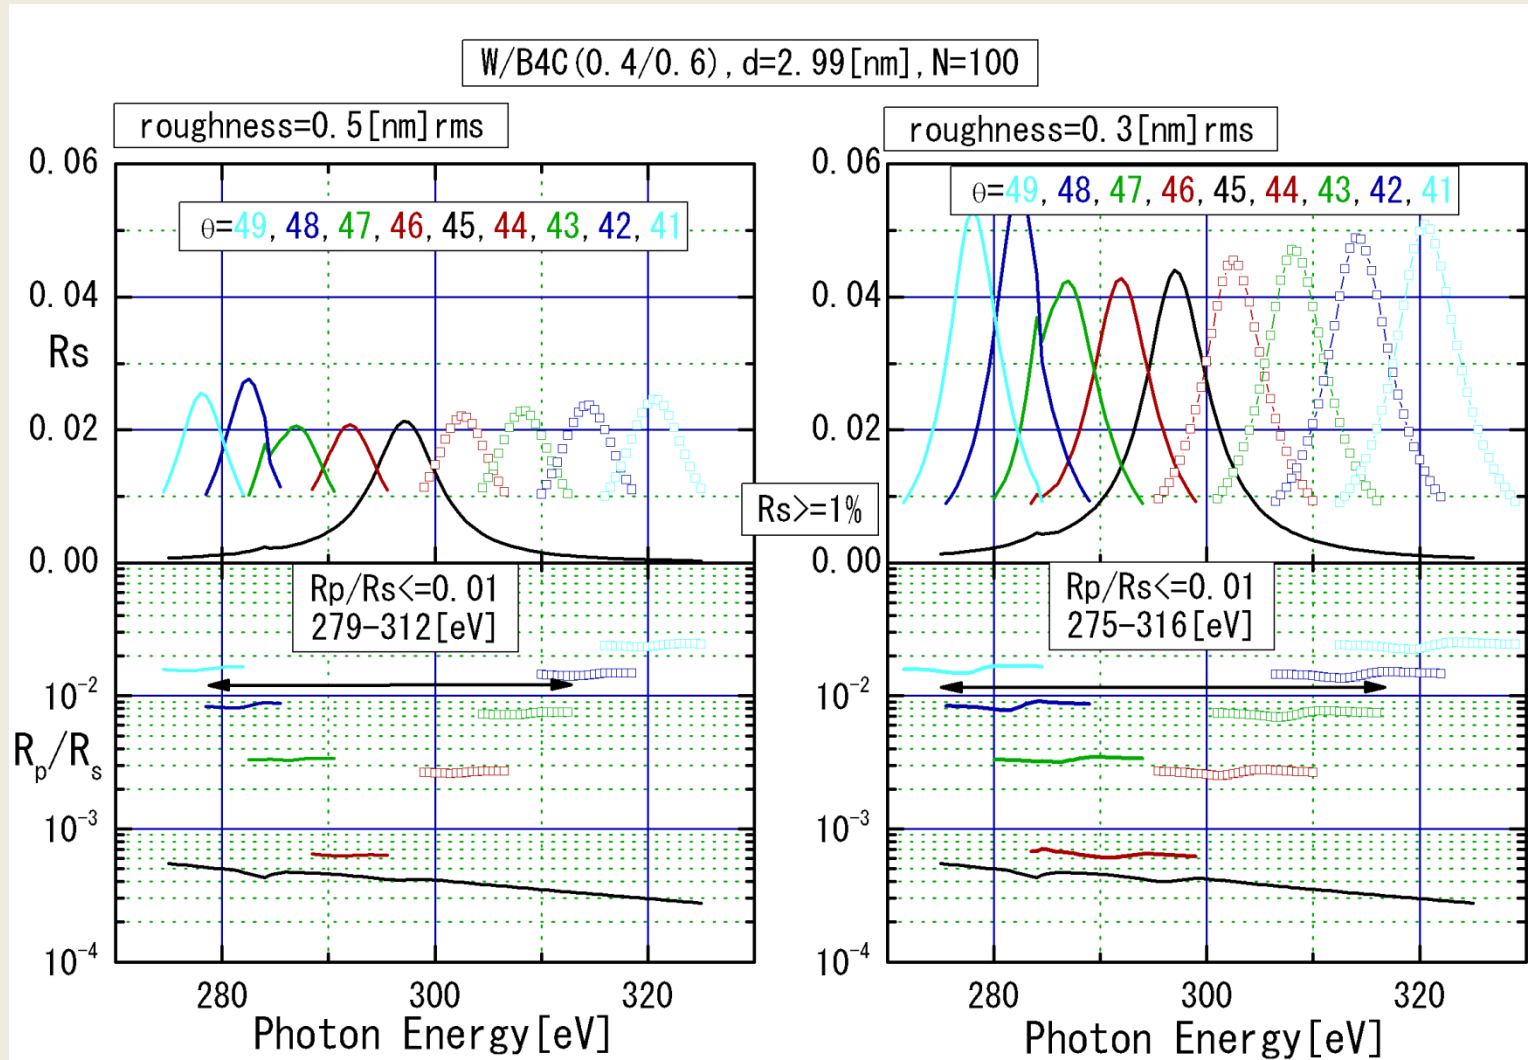 W/B4C(0.4/0.6), d=2.99[nm], N=100
roughness=0.5[nm]rms
0.06
θ=49, 48, 47, 46, 45, 44, 43, 42, 41
0.04
Rs
0.02
0.00
Rp/Rs<=0.01
279-312[eV]
10-2
Rp/Rs
10-3
10-4
280
300
320
Photon Energy[eV]
Rs>=1%
roughness=0.3[nm]rms
0.06
θ=49, 48, 47, 46, 45, 44, 43, 42, 41
0.04
0.02
0.00
Rp/Rs<=0.01
275-316[eV]
10-2
10-3
10-4
280
300
320
Photon Energy[eV]